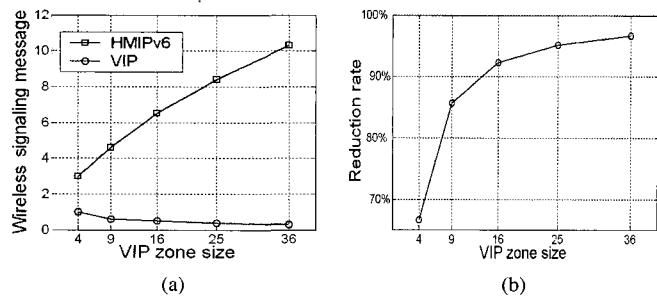 Wireless signaling message
12
10
8
6
4
2
0
HMIPv6
VIP
4 9 16 25 36
VIP zone size
(a)
Reduction rate
100%
90%
80%
70%
4 9 16 25 36
VIP zone size
(b)